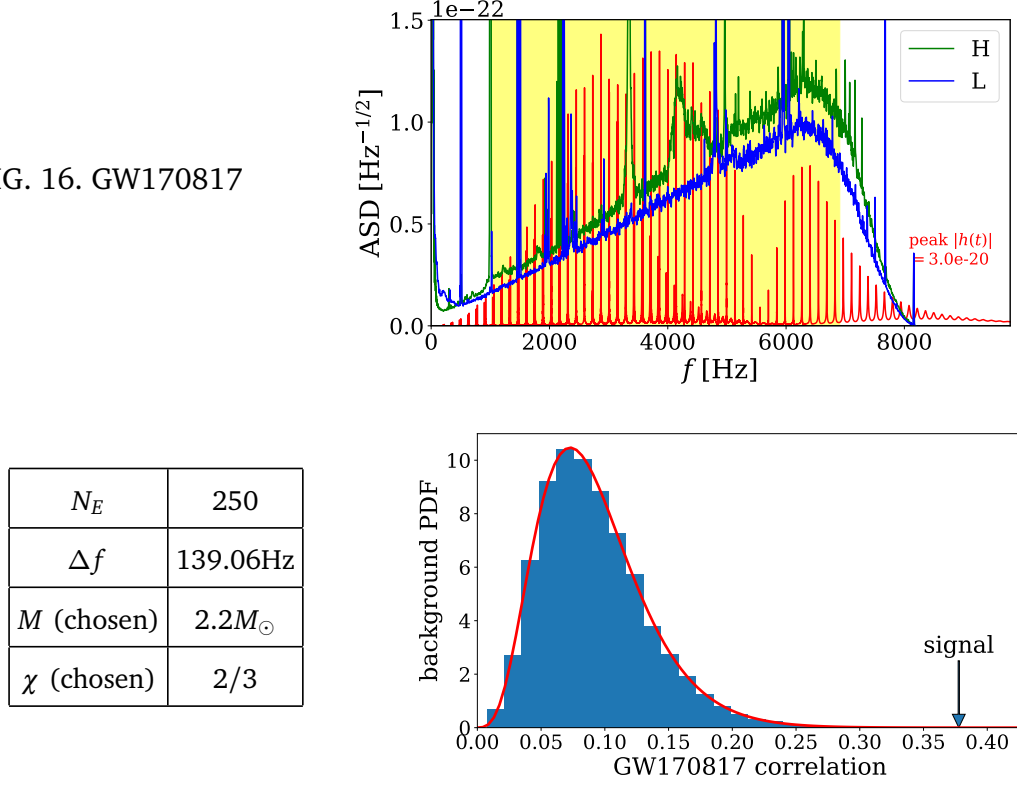 IG. 16. GW170817
1e−22
1.5
1.0
0.5
0.0
ASD [Hz−1/2]
H
L
peak |h(t)|
= 3.0e-20
0 2000 4000 6000 8000
f [Hz]
N_E 250
Δf 139.06Hz
M (chosen) 2.2M⊙
χ (chosen) 2/3
10
8
6
4
2
0
background PDF
signal
0.00 0.05 0.10 0.15 0.20 0.25 0.30 0.35 0.40
GW170817 correlation